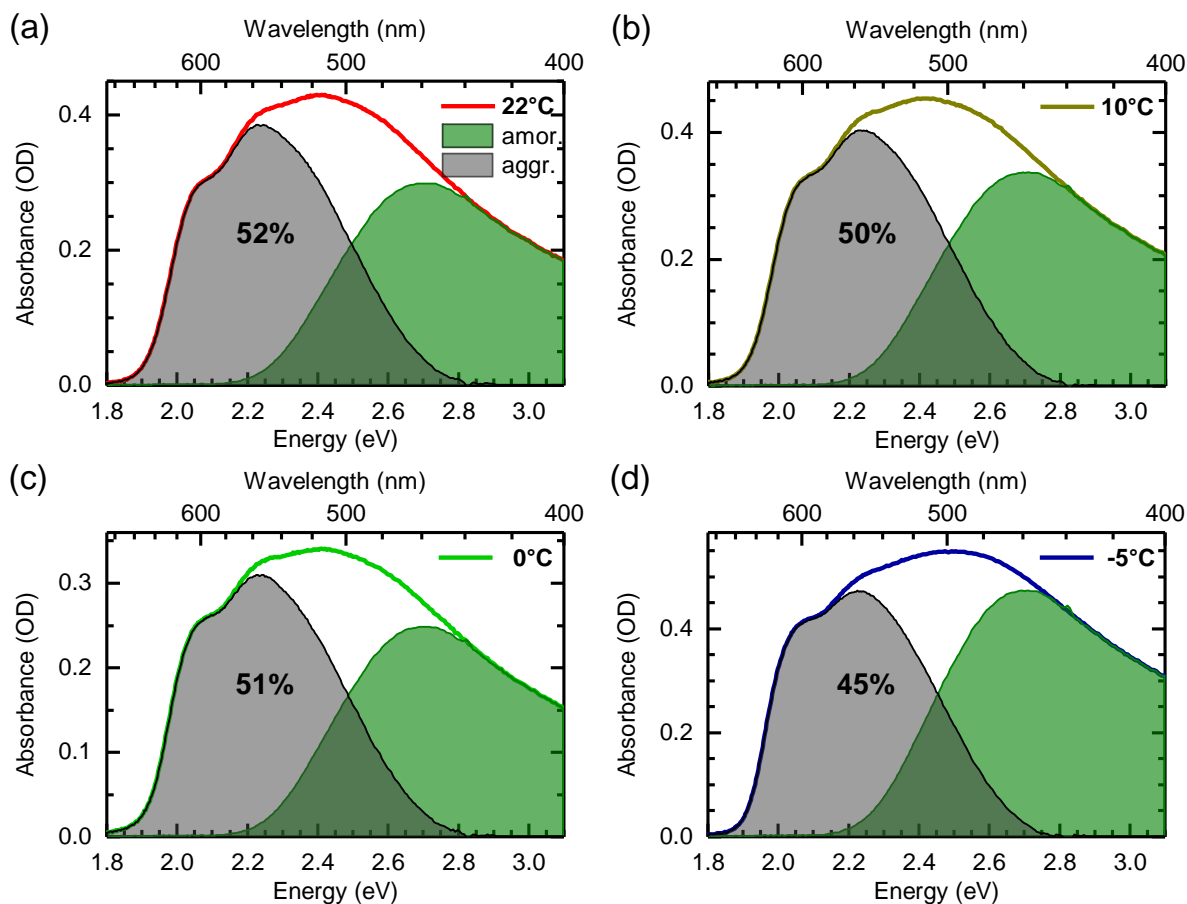 (a)
Wavelength (nm)
600 500 400
Absorbance (OD)
0.4
0.2
0.0
22°C
amor.
aggr.
52%
1.8 2.0 2.2 2.4 2.6 2.8 3.0
Energy (eV)
(b)
Wavelength (nm)
600 500 400
Absorbance (OD)
0.4
0.2
0.0
10°C
50%
1.8 2.0 2.2 2.4 2.6 2.8 3.0
Energy (eV)
(c)
Wavelength (nm)
600 500 400
Absorbance (OD)
0.3
0.2
0.1
0.0
0°C
51%
1.8 2.0 2.2 2.4 2.6 2.8 3.0
Energy (eV)
(d)
Wavelength (nm)
600 500 400
Absorbance (OD)
0.4
0.2
0.0
-5°C
45%
1.8 2.0 2.2 2.4 2.6 2.8 3.0
Energy (eV)